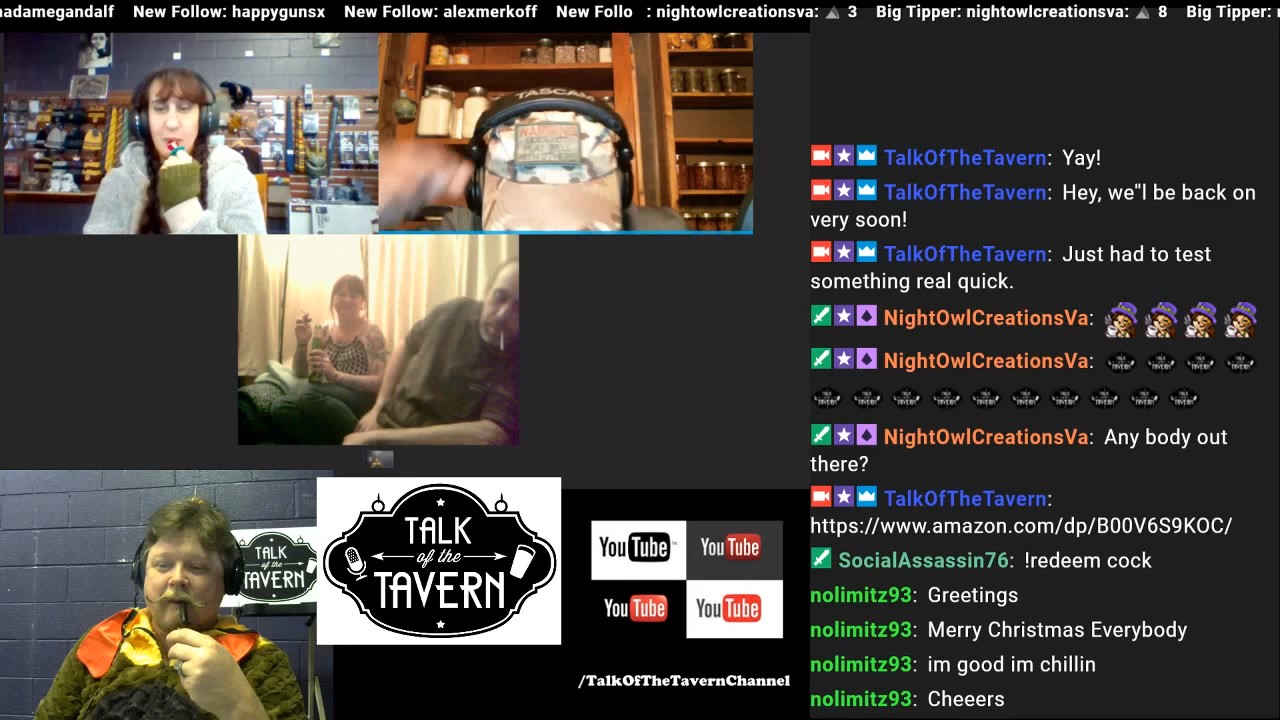 adamegandalf New Follow: happygunsx New Follow: alexmerkoff New Follo : nightowlcreationsva: 3 Big Tipper: nightowlcreationsva: 8 Big Tipper:
TASCAM
WARNING
TalkOfTheTavern: Yay!
TalkOfTheTavern: Hey, we"l be back on
very soon!
TalkOfTheTavern: Just had to test
something real quick.
NightOwlCreationsVa:
NightOwlCreationsVa:
NightOwlCreationsVa: Any body out
there?
TalkOfTheTavern:
https://www.amazon.com/dp/B00V6S9KOC/
SocialAssassin76: !redeem cock
nolimitz93: Greetings
nolimitz93: Merry Christmas Everybody
nolimitz93: im good im chillin
nolimitz93: Cheeers
TALK
of the
TAVERN
TALK
of the
TAVERN
YouTube
YouTube
YouTube
YouTube
/TalkOfTheTavernChannel